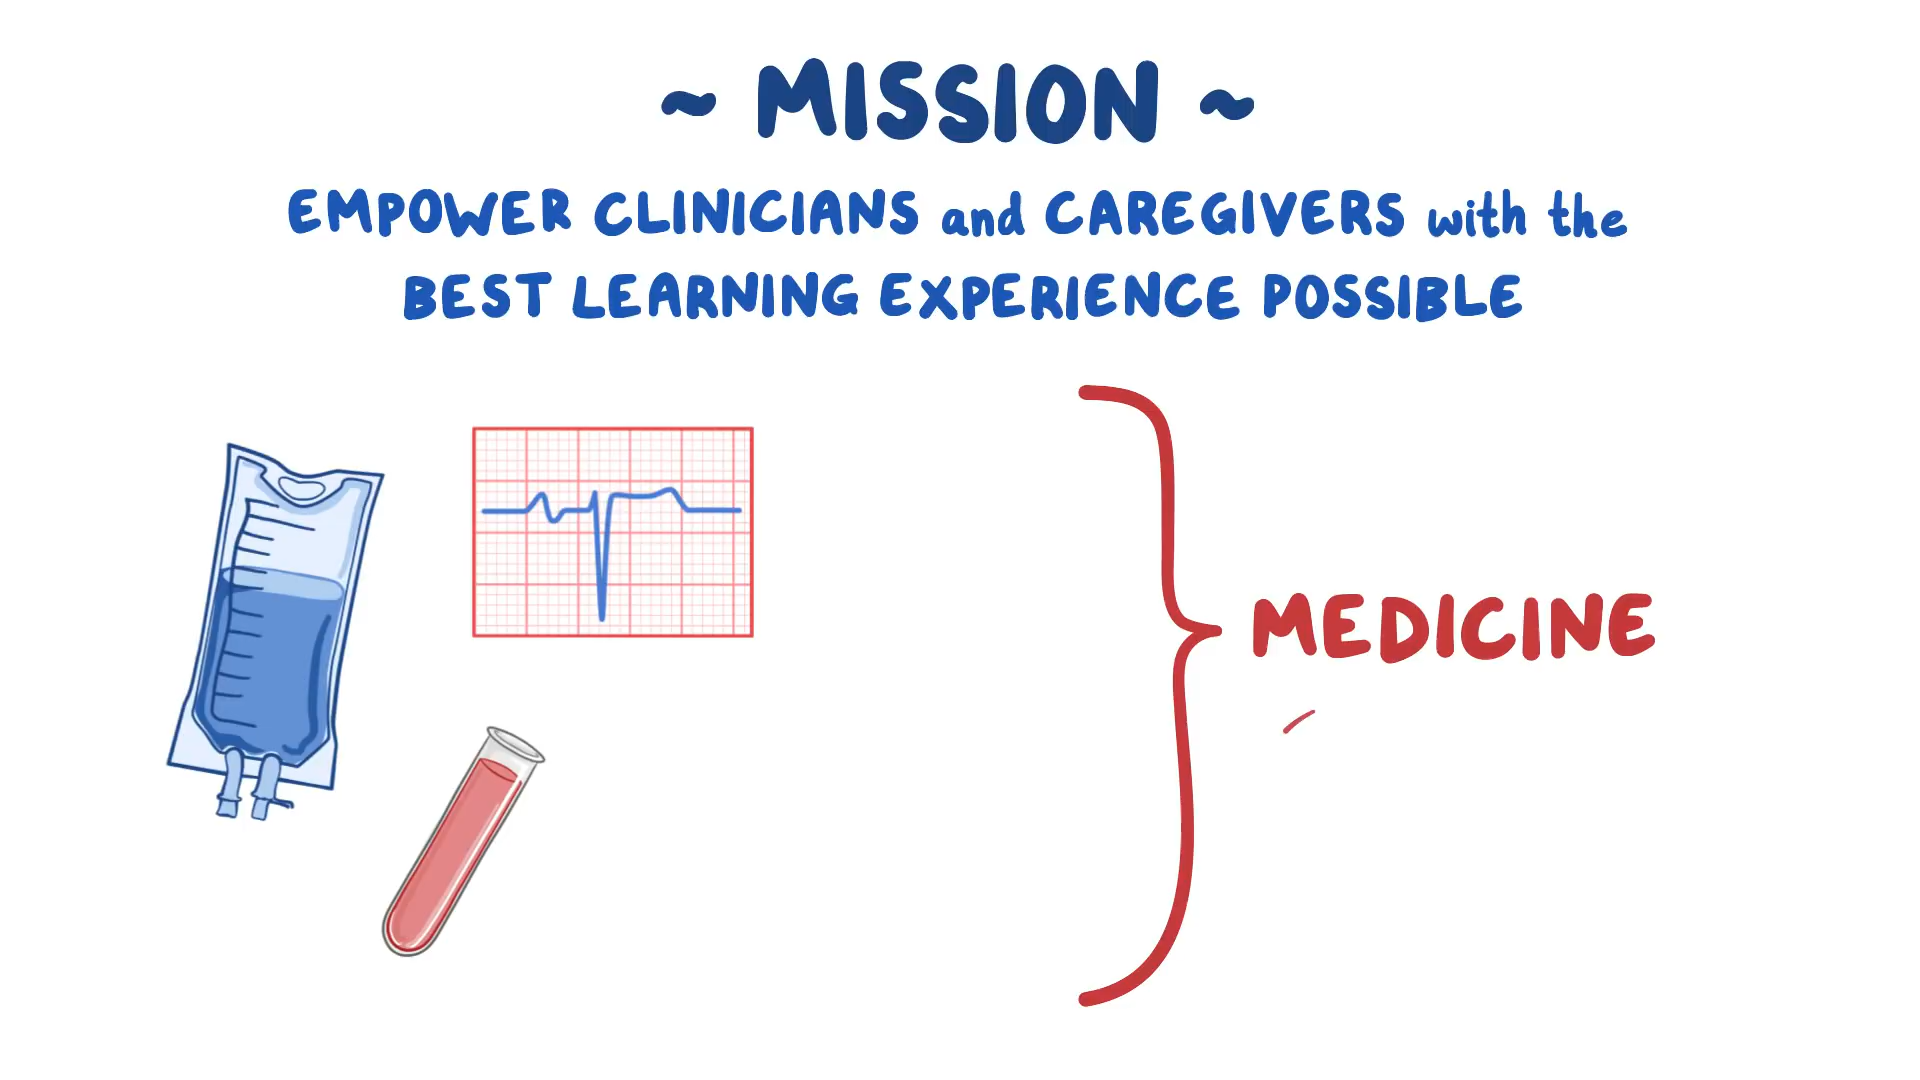 ~ MISSION ~
EMPOWER CLINICIANS and CAREGIVERS with the
BEST LEARNING EXPERIENCE POSSIBLE
MEDICINE